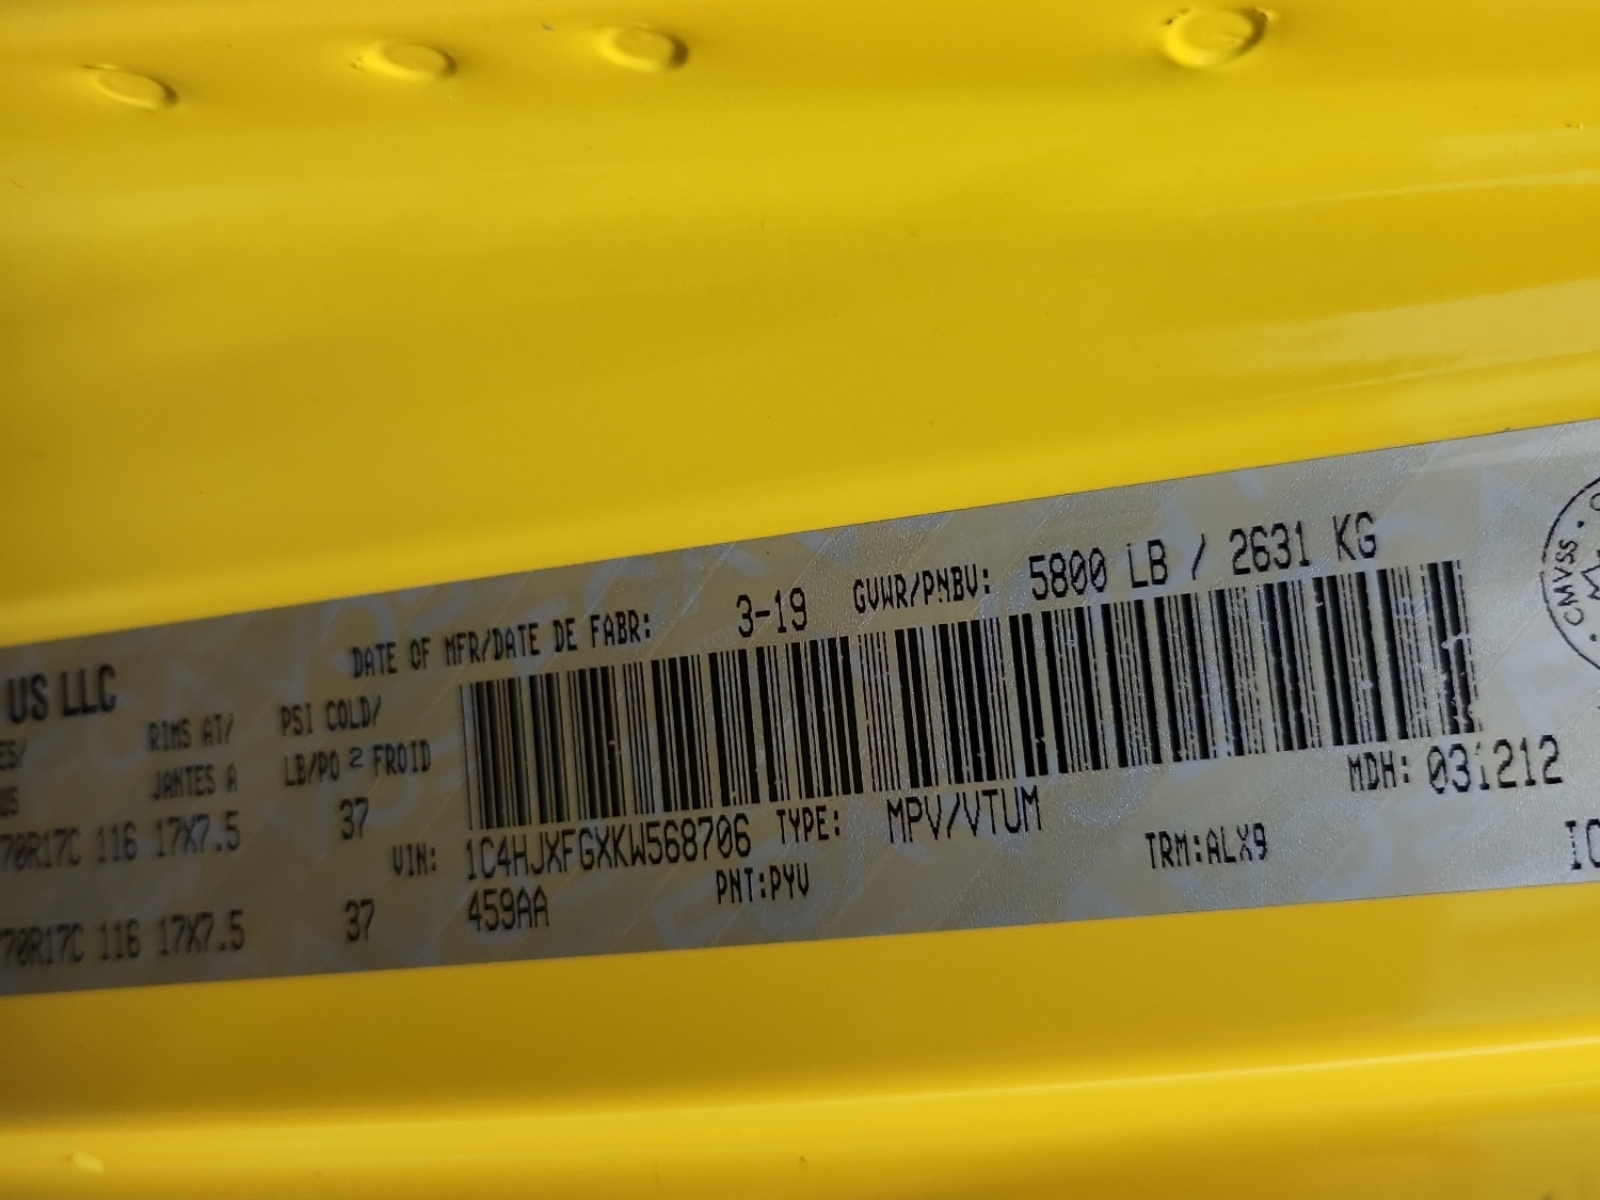 US LLC
DATE OF MFR/DATE DE FABR: 3-19 GVWR/PNBV: 5800 LB / 2631 KG
RIMS AT/ PSI COLD/
JANTES A LB/PO 2 FROID
70R17C 116 17X7.5 37
VIN: 1C4HJXFGXKW568706 TYPE: MPV/VTUM MDH: 031212
70R17C 116 17X7.5 37
459AA PNT:PYV TRM:ALX9
CMVSS